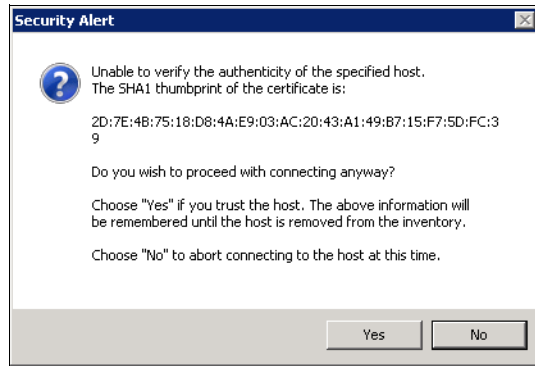 Security Alert
Unable to verify the authenticity of the specified host.
The SHA1 thumbprint of the certificate is:
2D:7E:4B:75:18:D8:4A:E9:03:AC:20:43:A1:49:B7:15:F7:5D:FC:3
9
Do you wish to proceed with connecting anyway?
Choose "Yes" if you trust the host. The above information will
be remembered until the host is removed from the inventory.
Choose "No" to abort connecting to the host at this time.
Yes No